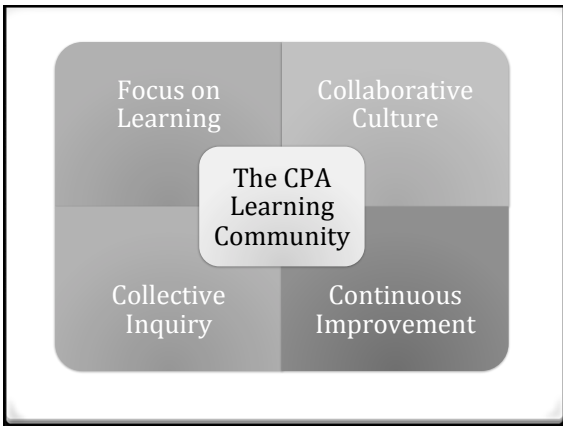 Focus on
Learning
Collaborative
Culture
The CPA
Learning
Community
Collective
Inquiry
Continuous
Improvement